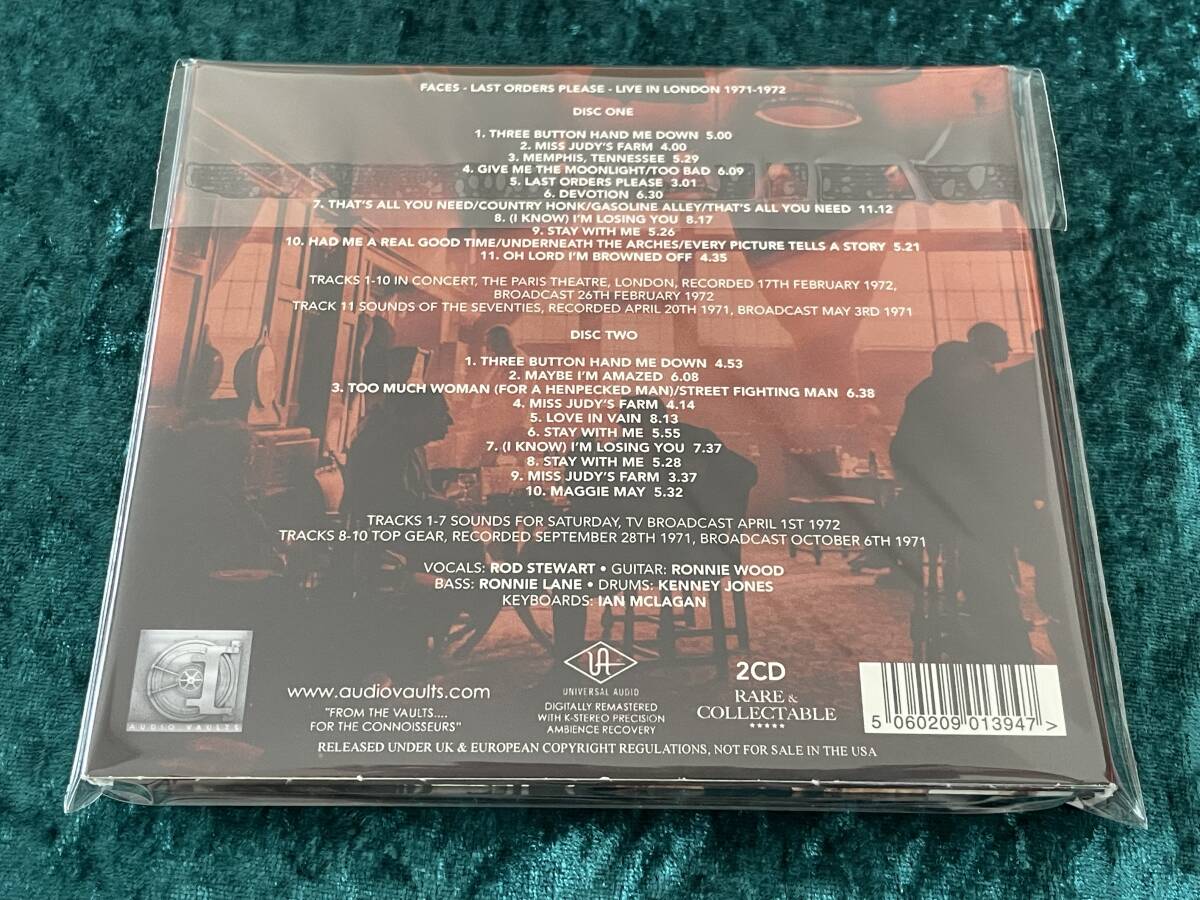 FACES - LAST ORDERS PLEASE - LIVE IN LONDON 1971-1972
DISC ONE
1. THREE BUTTON HAND ME DOWN 5.00
2. MISS JUDY'S FARM 4.00
3. MEMPHIS, TENNESSEE 5.29
4. GIVE ME THE MOONLIGHT/TOO BAD 6.09
5. LAST ORDERS PLEASE 3.01
6. DEVOTION 6.30
7. THAT'S ALL YOU NEED/COUNTRY HONK/GASOLINE ALLEY/THAT'S ALL YOU NEED 11.12
8. (I KNOW) I'M LOSING YOU 8.17
9. STAY WITH ME 5.26
10. HAD ME A REAL GOOD TIME/UNDERNEATH THE ARCHES/EVERY PICTURE TELLS A STORY 5.21
11. OH LORD I'M BROWNED OFF 4.35
TRACKS 1-10 IN CONCERT, THE PARIS THEATRE, LONDON, RECORDED 17TH FEBRUARY 1972,
BROADCAST 26TH FEBRUARY 1972
TRACK 11 SOUNDS OF THE SEVENTIES, RECORDED APRIL 20TH 1971, BROADCAST MAY 3RD 1971
DISC TWO
1. THREE BUTTON HAND ME DOWN 4.53
2. MAYBE I'M AMAZED 6.08
3. TOO MUCH WOMAN (FOR A HENPECKED MAN)/STREET FIGHTING MAN 6.38
4. MISS JUDY'S FARM 4.14
5. LOVE IN VAIN 8.13
6. STAY WITH ME 5.55
7. (I KNOW) I'M LOSING YOU 7.37
8. STAY WITH ME 5.28
9. MISS JUDY'S FARM 3.37
10. MAGGIE MAY 5.32
TRACKS 1-7 SOUNDS FOR SATURDAY, TV BROADCAST APRIL 1ST 1972
TRACKS 8-10 TOP GEAR, RECORDED SEPTEMBER 28TH 1971, BROADCAST OCTOBER 6TH 1971
VOCALS: ROD STEWART • GUITAR: RONNIE WOOD
BASS: RONNIE LANE • DRUMS: KENNEY JONES
KEYBOARDS: IAN MCLAGAN
AUDIO VAULTS
www.audiovaults.com
"FROM THE VAULTS....
FOR THE CONNOISSEURS"
UA
UNIVERSAL AUDIO
DIGITALLY REMASTERED
WITH K-STEREO PRECISION
AMBIENCE RECOVERY
2CD
RARE &
COLLECTABLE
★★★★★
5 060209 013947 >
RELEASED UNDER UK & EUROPEAN COPYRIGHT REGULATIONS, NOT FOR SALE IN THE USA